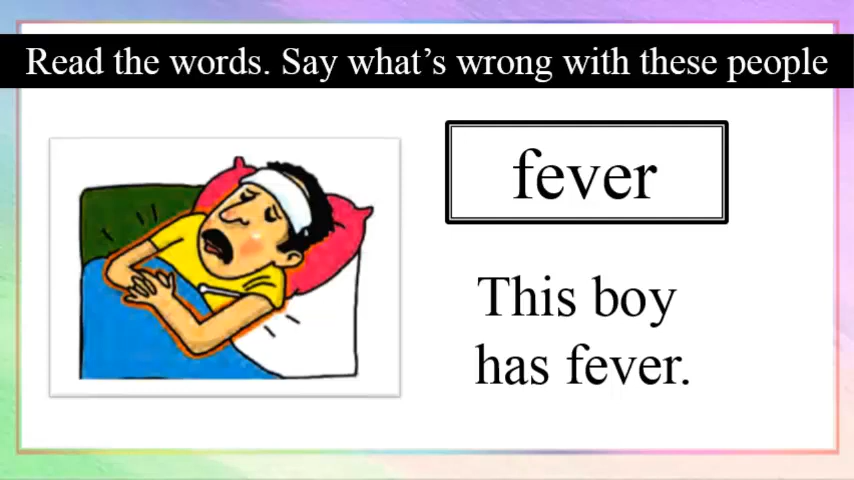 Read the words. Say what’s wrong with these people
fever
This boy
has fever.